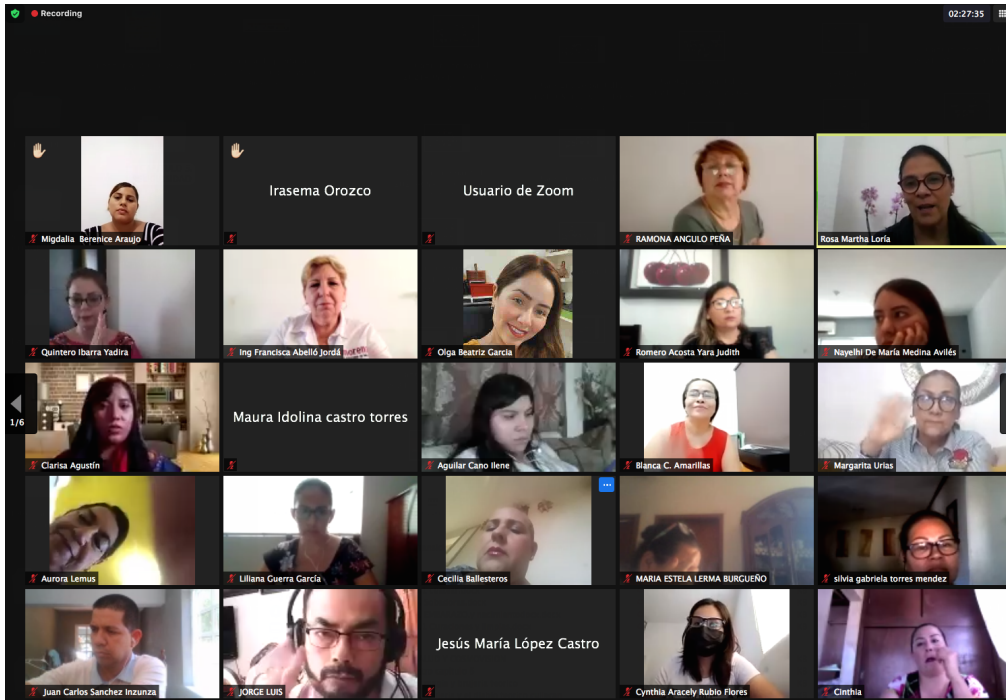 Recording
02:27:35
Migdalia Berenice Araujo
Irasema Orozco
Usuario de Zoom
RAMONA ANGULO PEÑA
Rosa Martha Loría
Quintero Ibarra Yadira
Ing Francisca Abelló Jordá
Olga Beatriz Garcia
Romero Acosta Yara Judith
Nayelhi De María Medina Avilés
1/6
Clarisa Agustín
Maura Idolina castro torres
Aguilar Cano Ilene
Blanca C. Amarillas
Margarita Urias
Aurora Lemus
Liliana Guerra García
Cecilia Ballesteros
MARIA ESTELA LERMA BURGUEÑO
silvia gabriela torres mendez
Juan Carlos Sanchez Inzunza
JORGE LUIS
Jesús María López Castro
Cynthia Aracely Rubio Flores
Cinthia